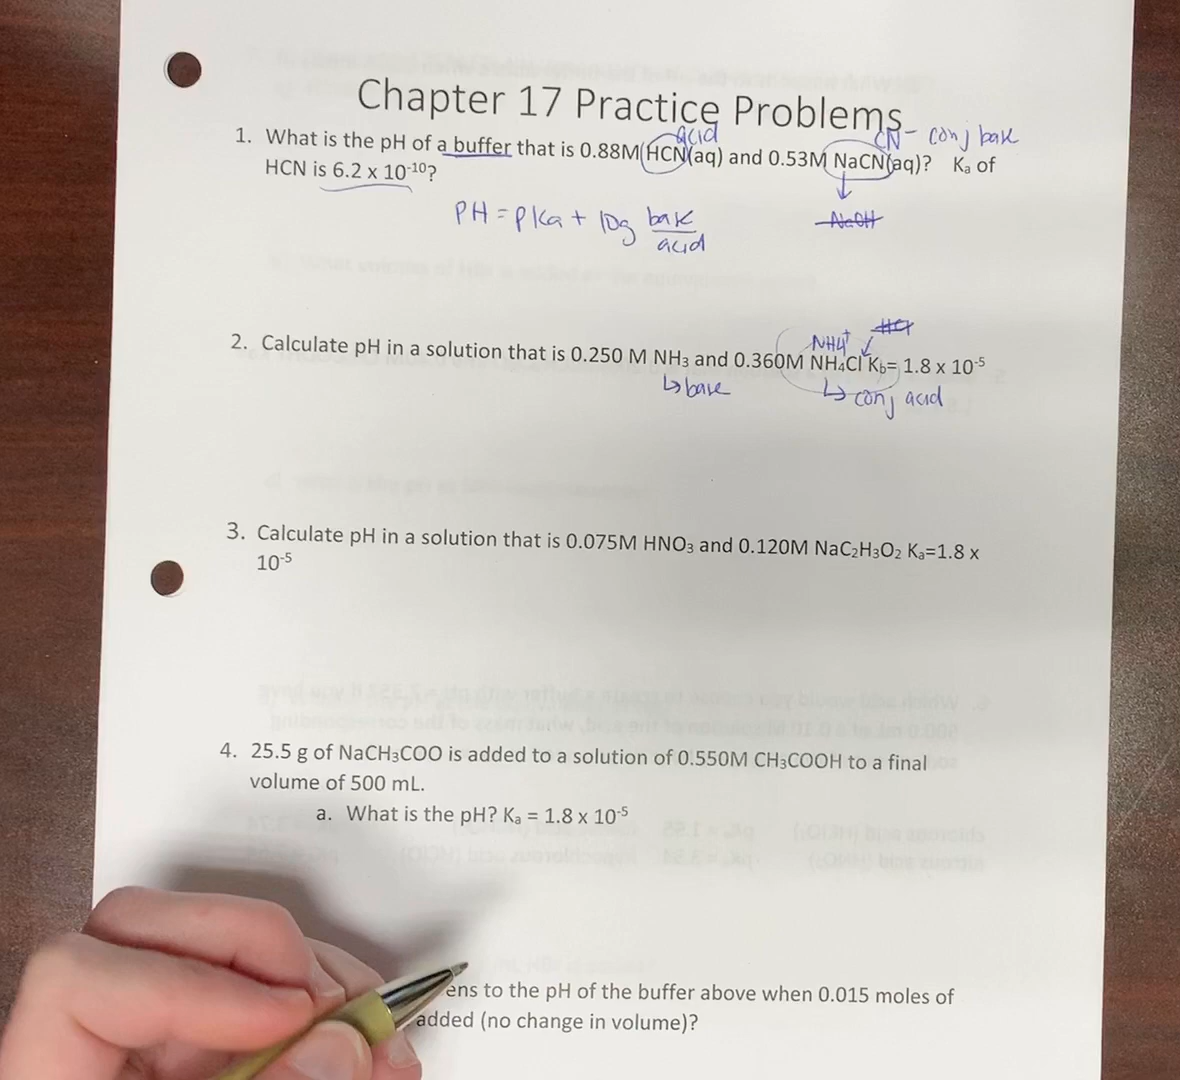 Chapter 17 Practice Problems
acid
CN- conj base
1. What is the pH of a buffer that is 0.88M HCN(aq) and 0.53M NaCN(aq)? Ka of
HCN is 6.2 x 10-10?
NaOH
PH = pKa + log base
acid
HCl
NH4+
2. Calculate pH in a solution that is 0.250 M NH3 and 0.360M NH4Cl Kb= 1.8 x 10-5
↳ base
↳ conj acid
3. Calculate pH in a solution that is 0.075M HNO3 and 0.120M NaC2H3O2 Ka=1.8 x
10-5
4. 25.5 g of NaCH3COO is added to a solution of 0.550M CH3COOH to a final
volume of 500 mL.
a. What is the pH? Ka = 1.8 x 10-5
ens to the pH of the buffer above when 0.015 moles of
added (no change in volume)?